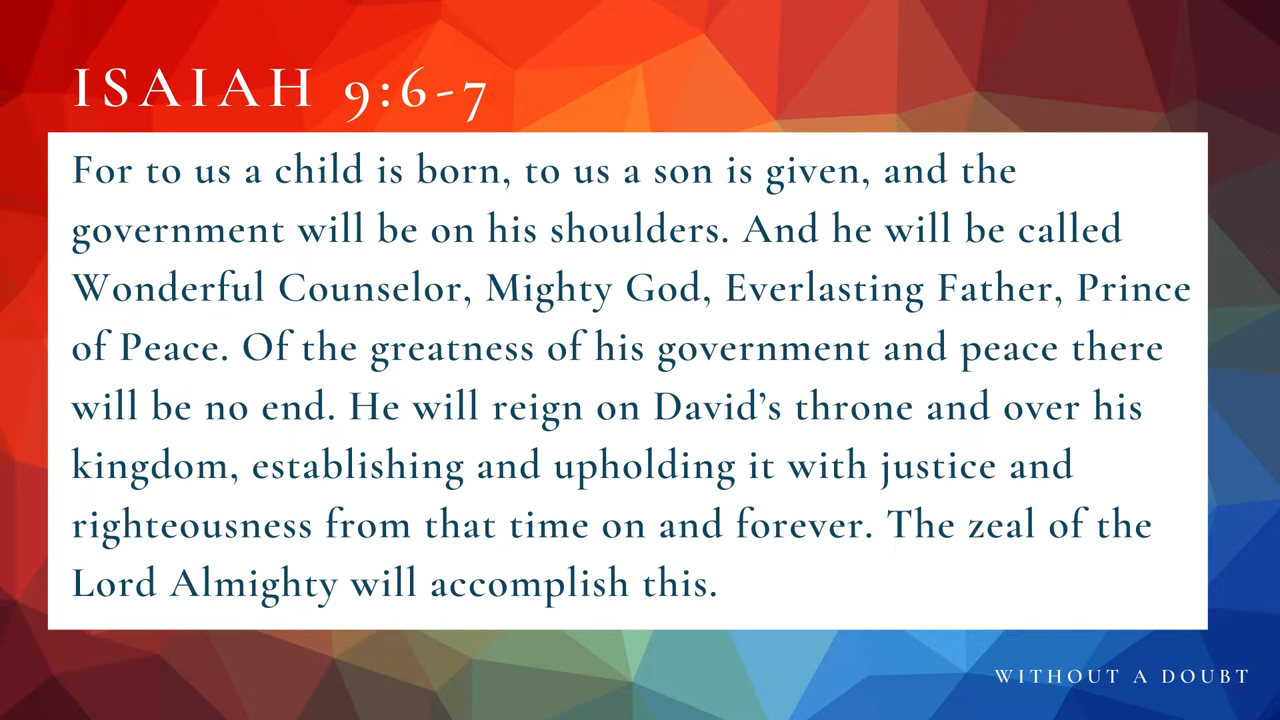 ISAIAH 9:6-7
For to us a child is born, to us a son is given, and the
government will be on his shoulders. And he will be called
Wonderful Counselor, Mighty God, Everlasting Father, Prince
of Peace. Of the greatness of his government and peace there
will be no end. He will reign on David’s throne and over his
kingdom, establishing and upholding it with justice and
righteousness from that time on and forever. The zeal of the
Lord Almighty will accomplish this.
WITHOUT A DOUBT